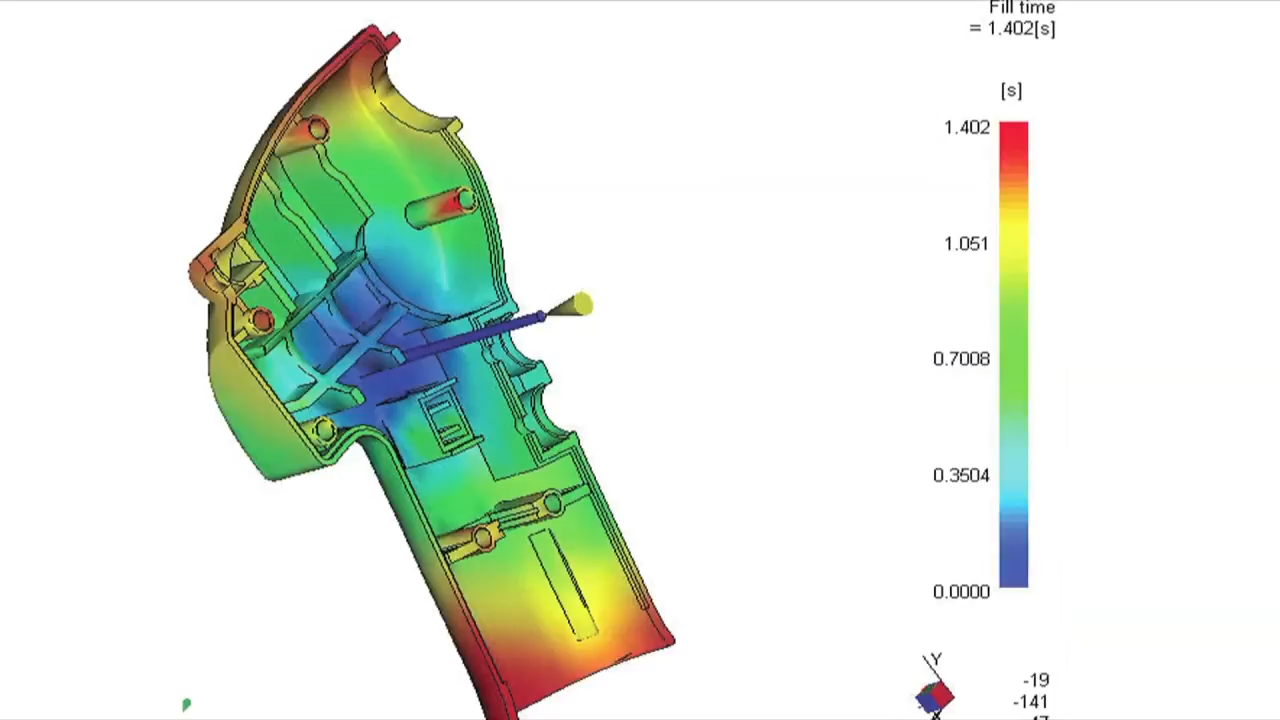 Fill time
= 1.402[s]
[s]
1.402
1.051
0.7008
0.3504
0.0000
Y
-19
-141